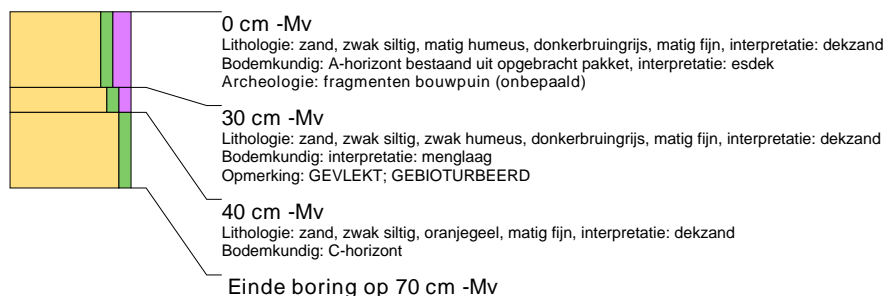 0 cm -Mv
Lithologie: zand, zwak siltig, matig humeus, donkerbruingrijs, matig fijn, interpretatie: dekzand
Bodemkundig: A-horizont bestaand uit opgebracht pakket, interpretatie: esdek
Archeologie: fragmenten bouwpuin (onbepaald)
30 cm -Mv
Lithologie: zand, zwak siltig, zwak humeus, donkerbruingrijs, matig fijn, interpretatie: dekzand
Bodemkundig: interpretatie: menglaag
Opmerking: GEVLEKT; GEBIOTURBEERD
40 cm -Mv
Lithologie: zand, zwak siltig, oranjegeel, matig fijn, interpretatie: dekzand
Bodemkundig: C-horizont
Einde boring op 70 cm -Mv